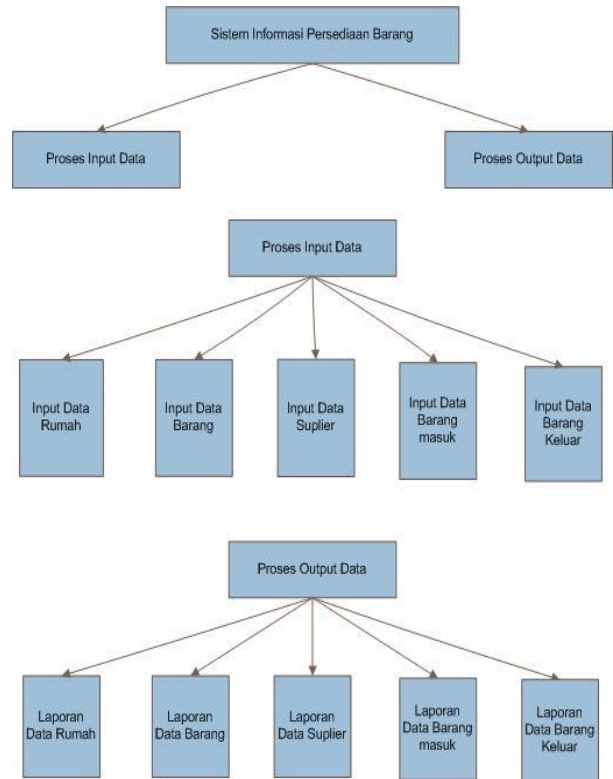 Sistem Informasi Persediaan Barang
Proses Input Data
Proses Output Data
Proses Input Data
Input Data
Rumah
Input Data
Barang
Input Data
Suplier
Input Data
Barang
masuk
Input Data
Barang
Keluar
Proses Output Data
Laporan
Data Rumah
Laporan
Data Barang
Laporan
Data Suplier
Laporan
Data Barang
masuk
Laporan
Data Barang
Keluar